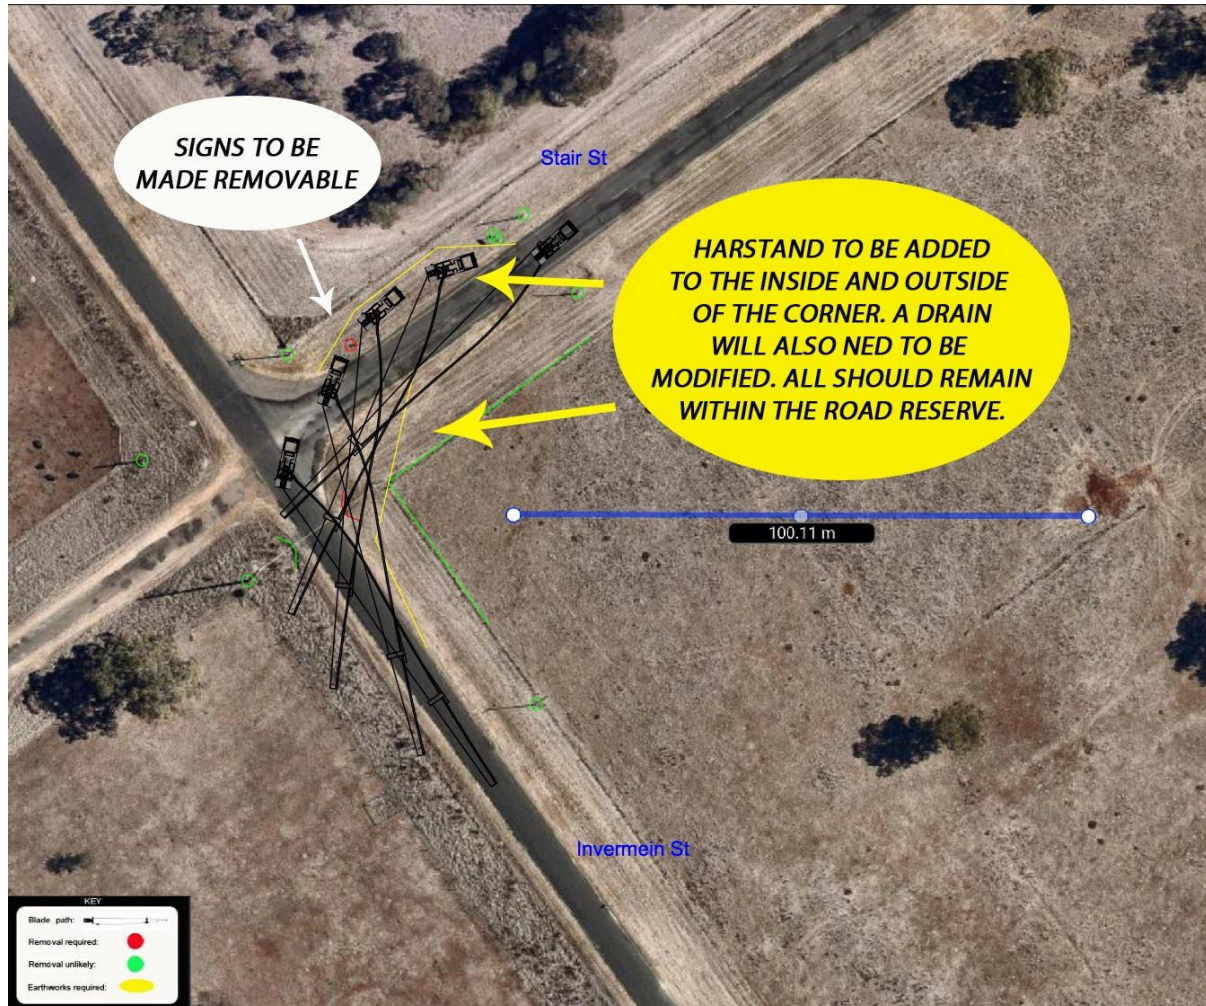 SIGNS TO BE
MADE REMOVABLE
Stair St
HARSTAND TO BE ADDED
TO THE INSIDE AND OUTSIDE
OF THE CORNER. A DRAIN
WILL ALSO NED TO BE
MODIFIED. ALL SHOULD REMAIN
WITHIN THE ROAD RESERVE.
100.11 m
Invermein St
KEY
Blade path:
Removal required:
Removal unlikely:
Earthworks required: